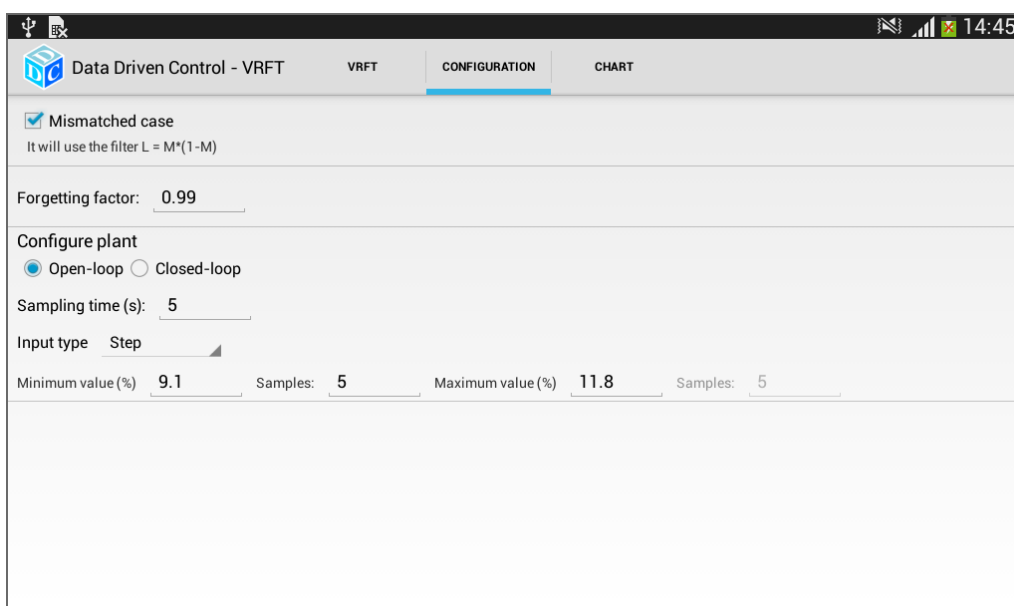 14:45
DDC Data Driven Control - VRFT VRFT CONFIGURATION CHART
Mismatched case
It will use the filter L = M*(1-M)
Forgetting factor: 0.99
Configure plant
Open-loop Closed-loop
Sampling time (s): 5
Input type Step
Minimum value (%) 9.1 Samples: 5 Maximum value (%) 11.8 Samples: 5